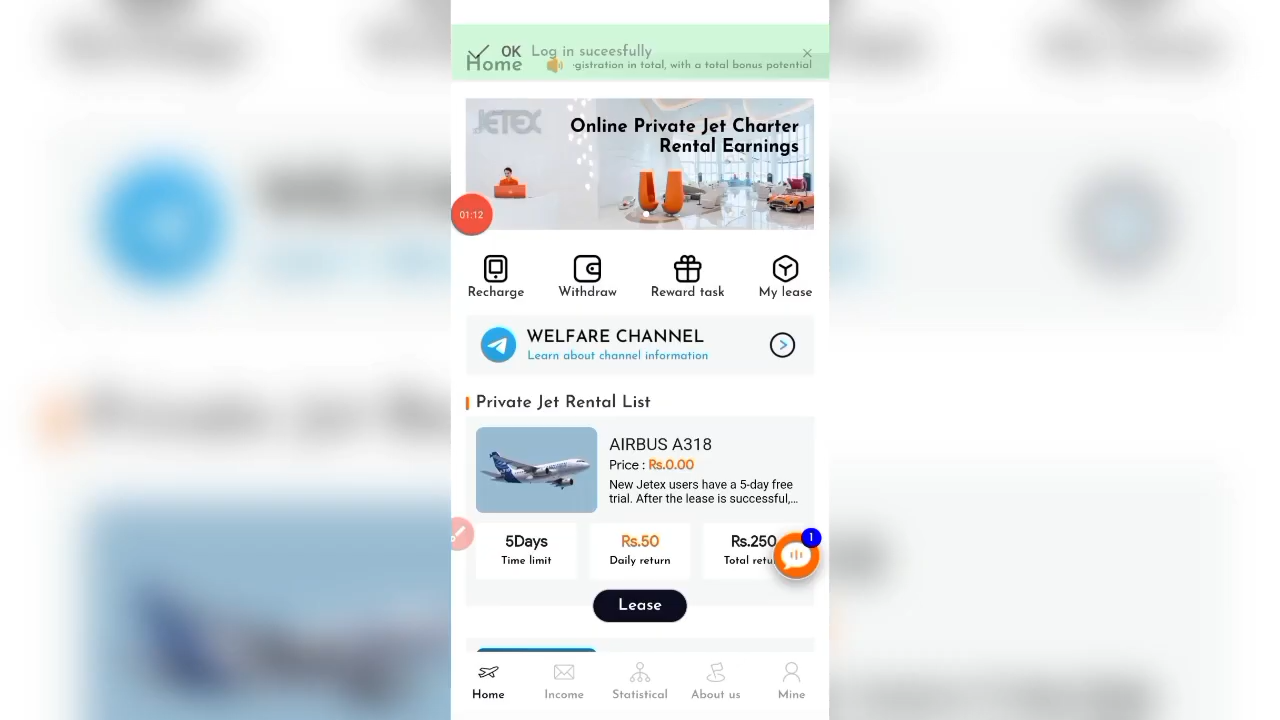 OK Log in suceesfully
Home
gistration in total, with a total bonus potential
JETEX
Online Private Jet Charter
Rental Earnings
01:12
Recharge
Withdraw
Reward task
My lease
WELFARE CHANNEL
Learn about channel information
Private Jet Rental List
AIRBUS A318
Price : Rs.0.00
New Jetex users have a 5-day free
trial. After the lease is successful,...
5Days
Time limit
Rs.50
Daily return
Rs.250
Total retu
1
Lease
Home
Income
Statistical
About us
Mine